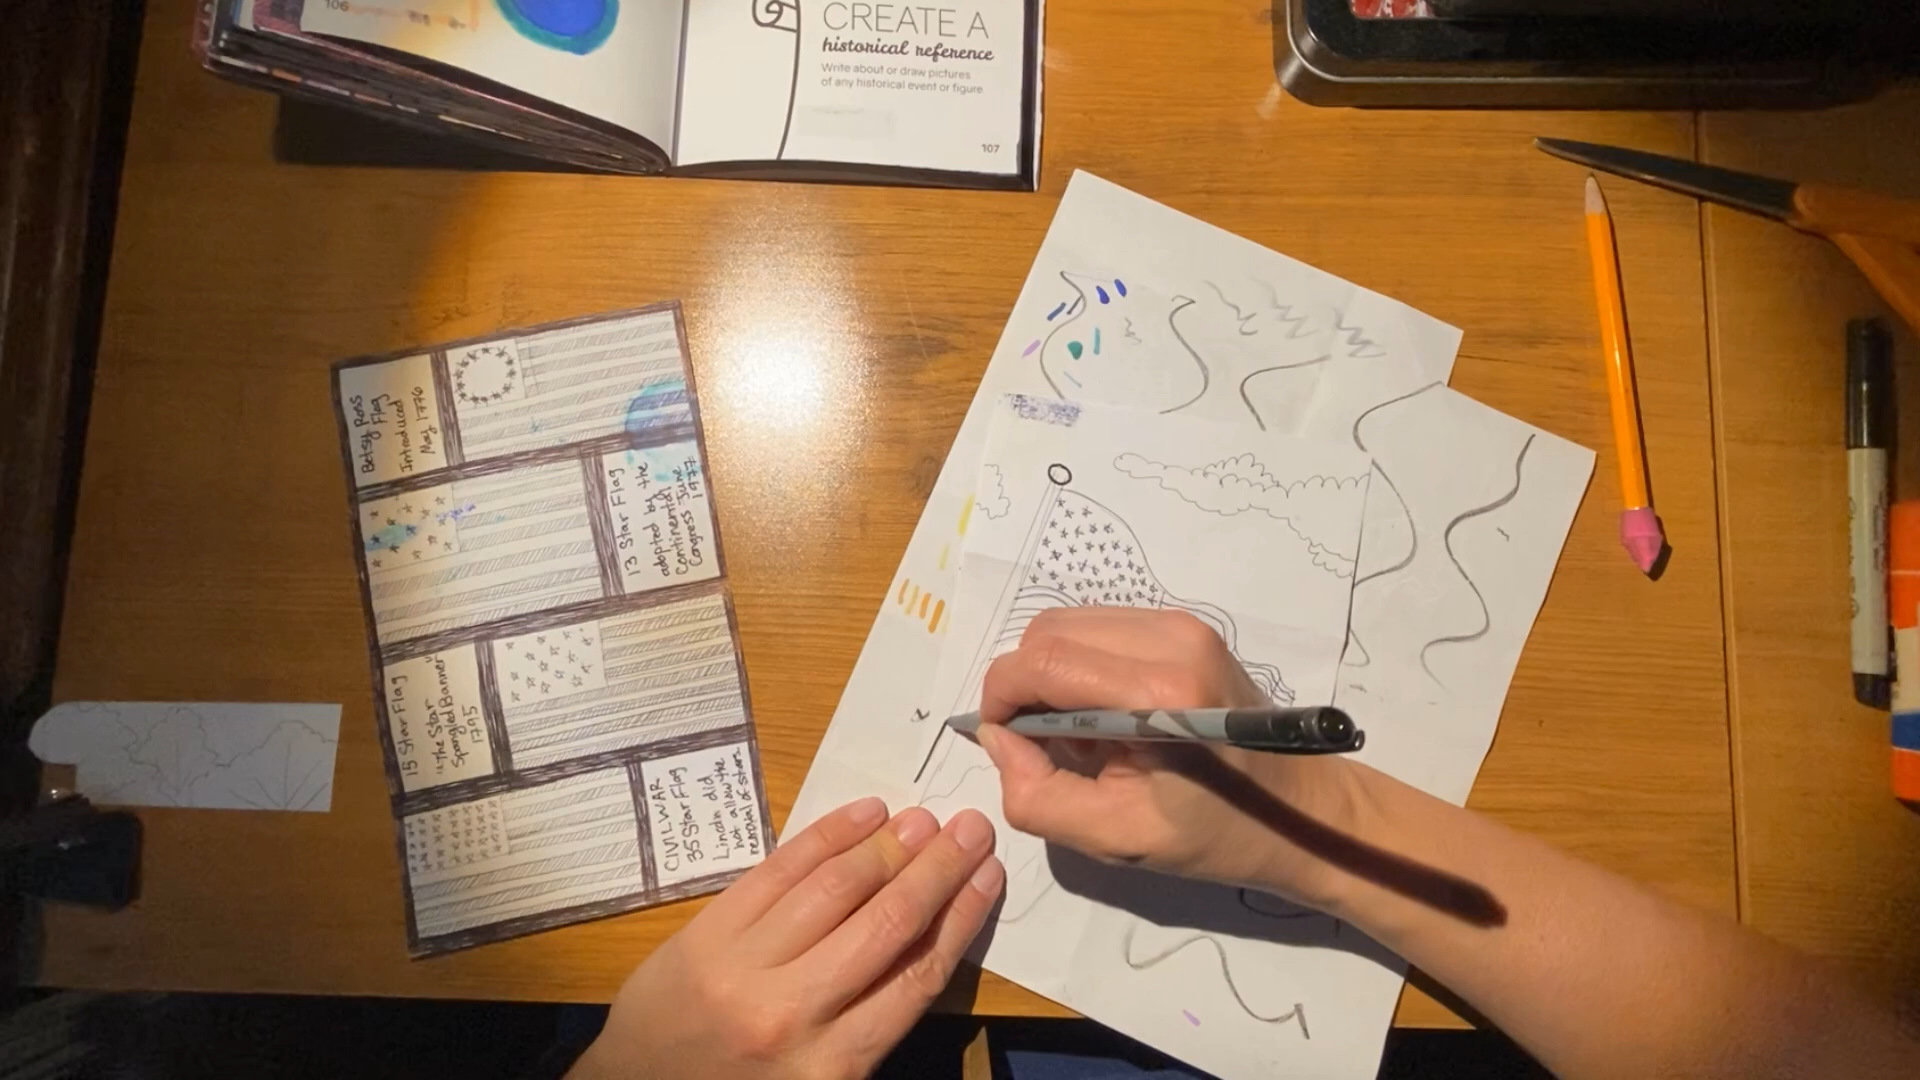 106
CREATE A
historical reference
Write about or draw pictures
of any historical event or figure
107
Betsy Ross
Flag
Introduced
May 1776
13 Star Flag
adopted by the
Continental
Congress June
1977
15 Star Flag
"The Star
Spangled Banner"
1795
CIVIL WAR
35 Star Flag
Lincoln did
not allow the
removal of stars.